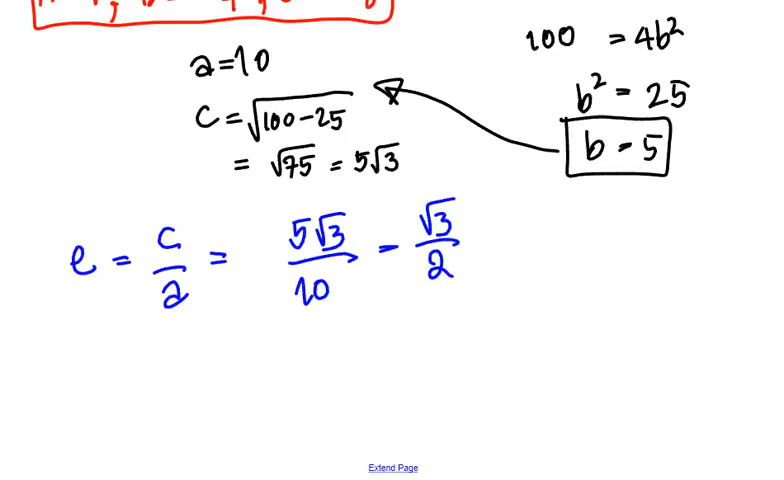 a=10
c = √100-25
= √75 = 5√3
100 = 4b²
b² = 25
b = 5
e = c/a = 5√3/10 = √3/2
Extend Page